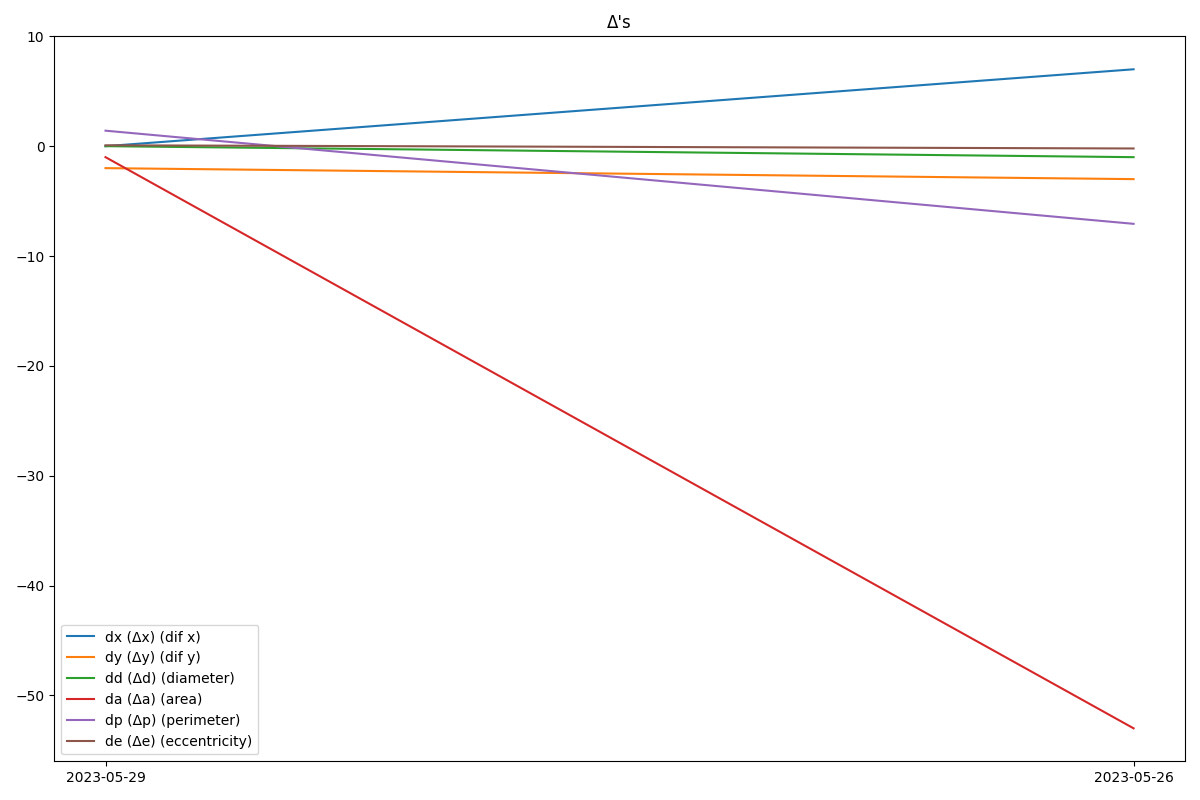 Δ's
10
0
−10
−20
−30
−40
−50
dx (Δx) (dif x)
dy (Δy) (dif y)
dd (Δd) (diameter)
da (Δa) (area)
dp (Δp) (perimeter)
de (Δe) (eccentricity)
2023-05-29 2023-05-26